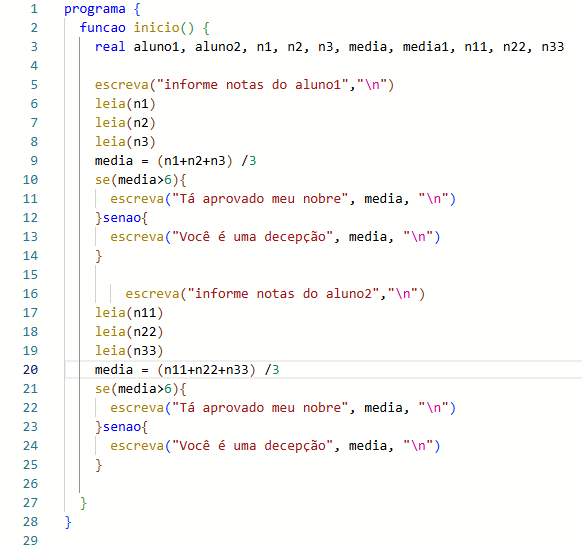 1 programa {
2 funcao inicio() {
3 real aluno1, aluno2, n1, n2, n3, media, media1, n11, n22, n33
4
5 escreva("informe notas do aluno1","\n")
6 leia(n1)
7 leia(n2)
8 leia(n3)
9 media = (n1+n2+n3) /3
10 se(media>6){
11 escreva("Tá aprovado meu nobre", media, "\n")
12 }senao{
13 escreva("Você é uma decepção", media, "\n")
14 }
15
16 escreva("informe notas do aluno2","\n")
17 leia(n11)
18 leia(n22)
19 leia(n33)
20 media = (n11+n22+n33) /3
21 se(media>6){
22 escreva("Tá aprovado meu nobre", media, "\n")
23 }senao{
24 escreva("Você é uma decepção", media, "\n")
25 }
26
27 }
28 }
29